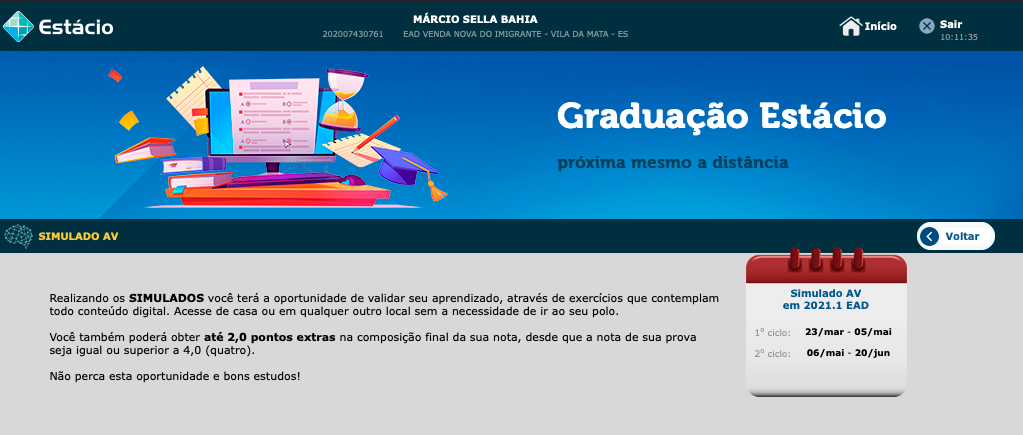 Estácio
MÁRCIO SELLA BAHIA
202007430761 EAD VENDA NOVA DO IMIGRANTE - VILA DA MATA - ES
Início
Sair
10:11:35
Graduação Estácio
próxima mesmo a distância
SIMULADO AV
Voltar
Realizando os SIMULADOS você terá a oportunidade de validar seu aprendizado, através de exercícios que contemplam
todo conteúdo digital. Acesse de casa ou em qualquer outro local sem a necessidade de ir ao seu polo.
Você também poderá obter até 2,0 pontos extras na composição final da sua nota, desde que a nota de sua prova
seja igual ou superior a 4,0 (quatro).
Não perca esta oportunidade e bons estudos!
Simulado AV
em 2021.1 EAD
1º ciclo: 23/mar - 05/mai
2º ciclo: 06/mai - 20/jun